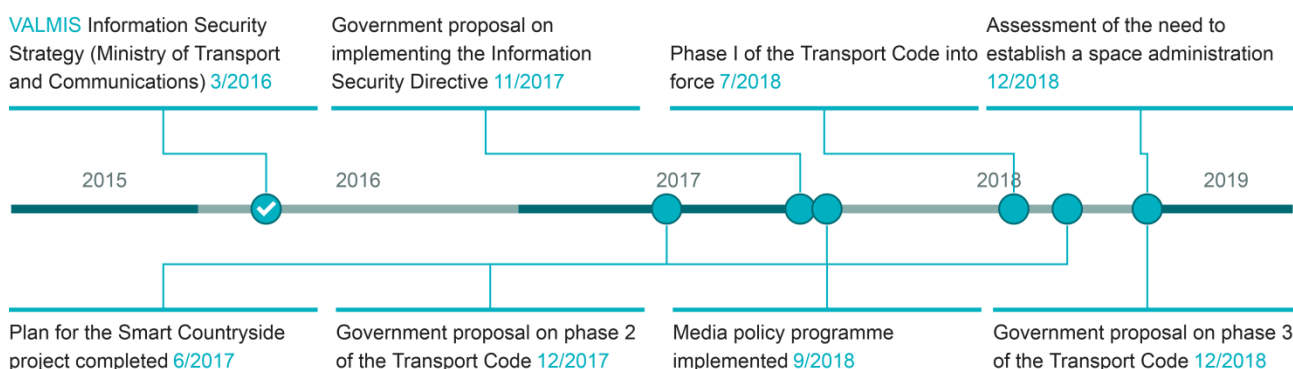 VALMIS Information Security
Strategy (Ministry of Transport
and Communications) 3/2016
Government proposal on
implementing the Information
Security Directive 11/2017
Phase I of the Transport Code into
force 7/2018
Assessment of the need to
establish a space administration
12/2018
2015
2016
2017
2018
2019
Plan for the Smart Countryside
project completed 6/2017
Government proposal on phase 2
of the Transport Code 12/2017
Media policy programme
implemented 9/2018
Government proposal on phase 3
of the Transport Code 12/2018